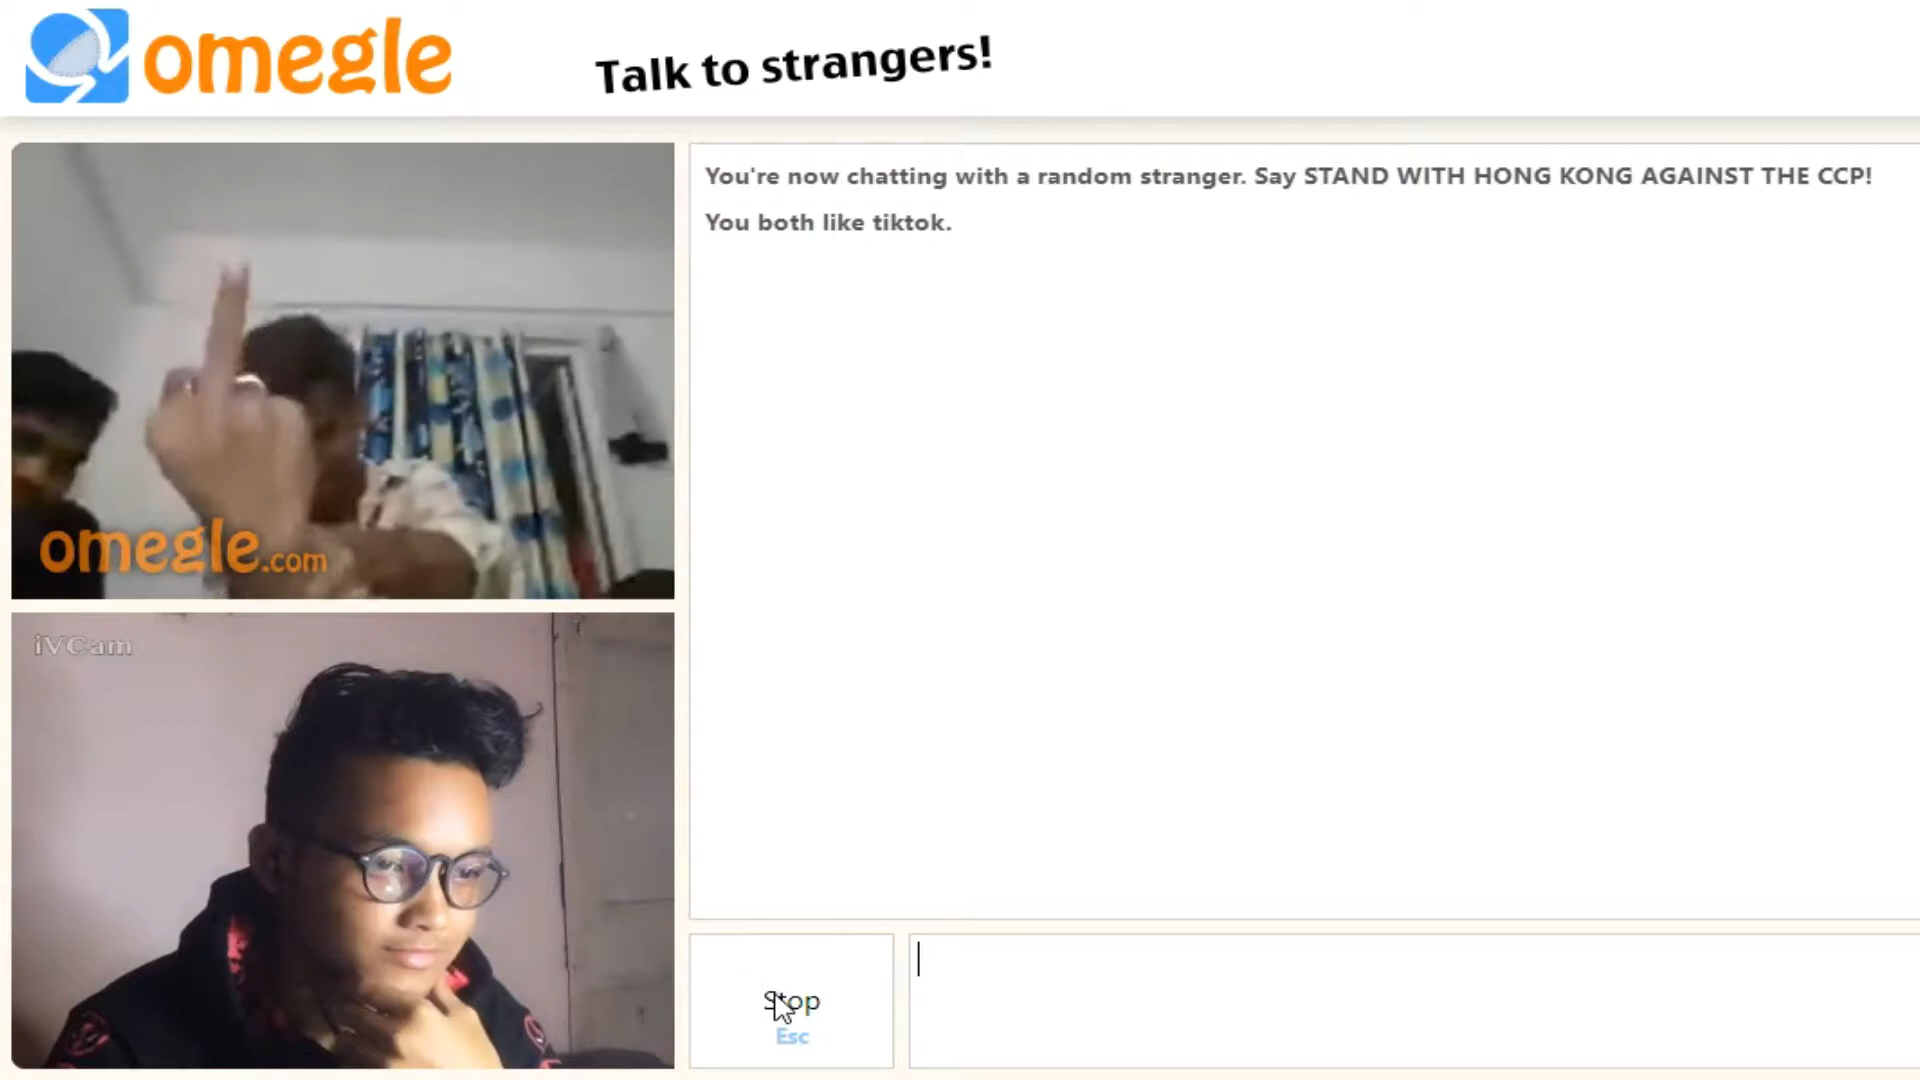 omegle
Talk to strangers!
You're now chatting with a random stranger. Say STAND WITH HONG KONG AGAINST THE CCP!
You both like tiktok.
omegle.com
iVCam
Stop
Esc